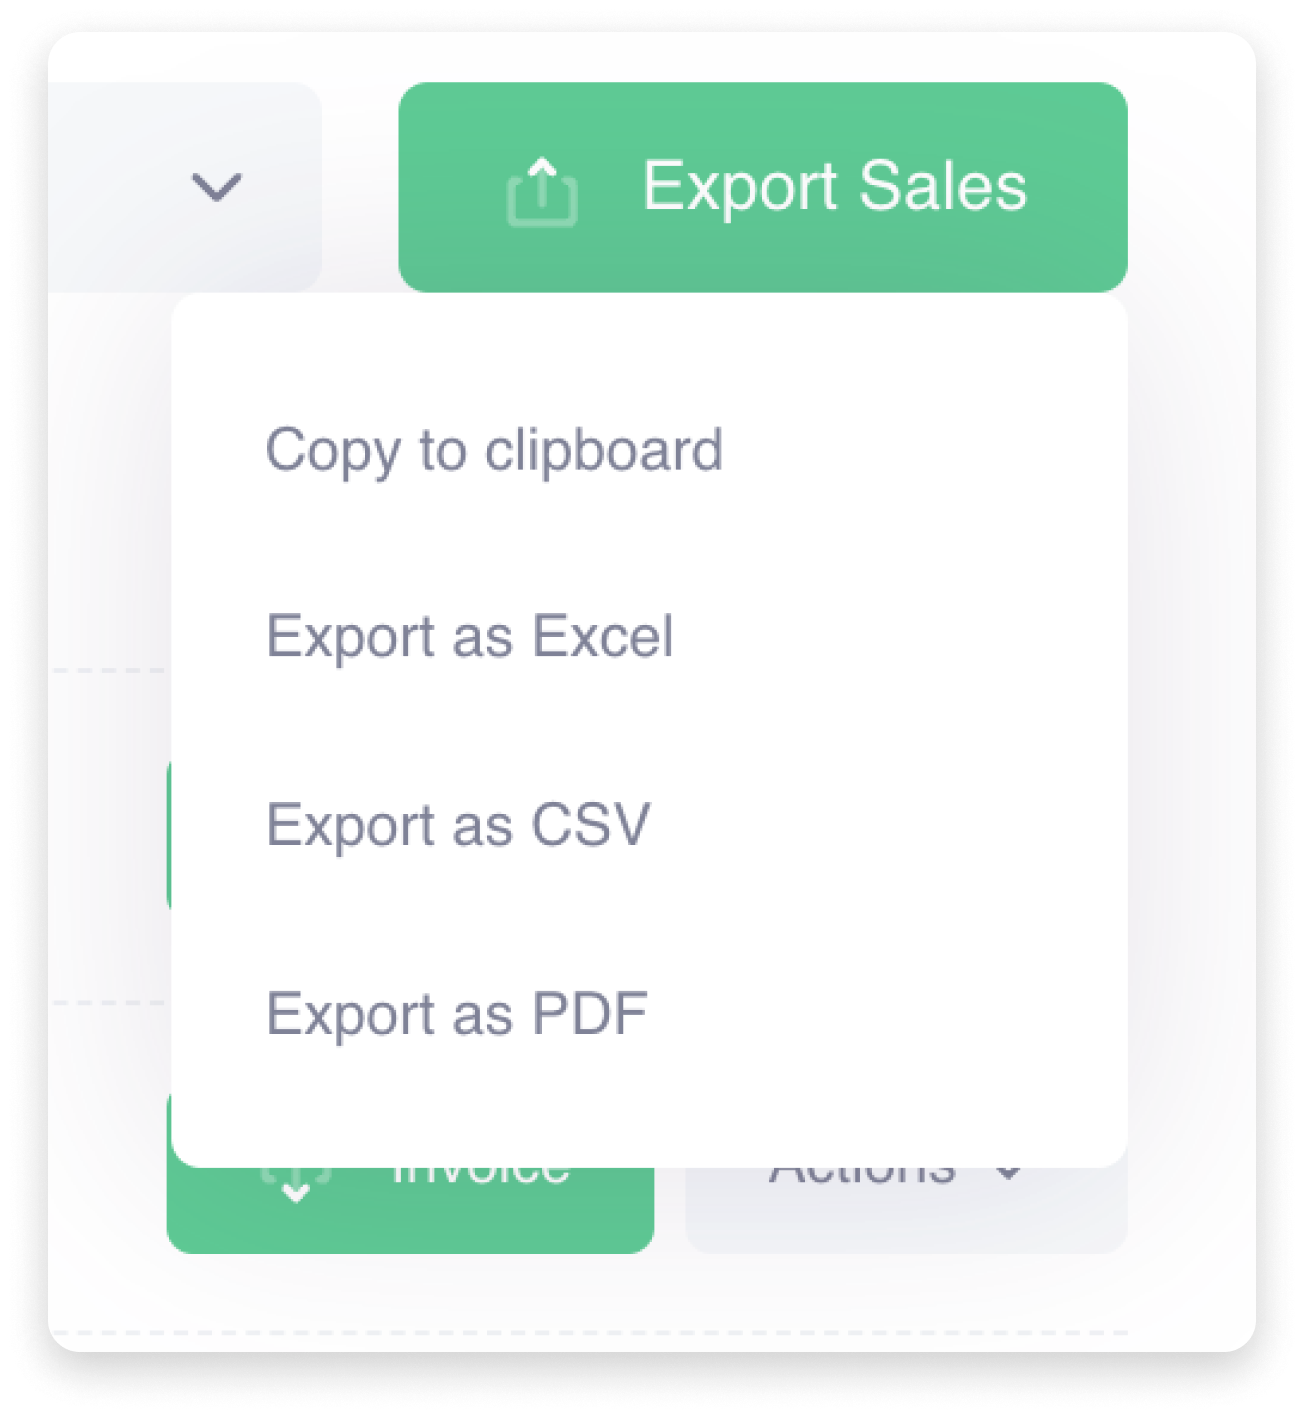 Export Sales
Copy to clipboard
Export as Excel
Export as CSV
Export as PDF
Invoice
Actions